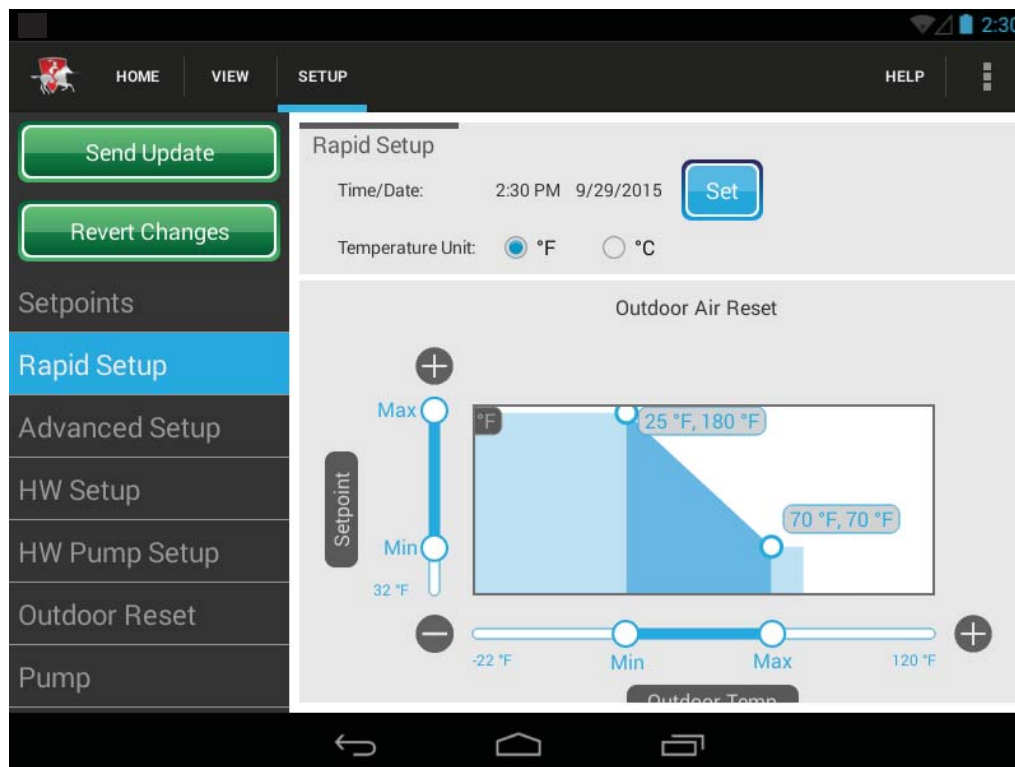 2:30
HOME
VIEW
SETUP
HELP
Send Update
Revert Changes
Setpoints
Rapid Setup
Advanced Setup
HW Setup
HW Pump Setup
Outdoor Reset
Pump
Rapid Setup
Time/Date: 2:30 PM 9/29/2015 Set
Temperature Unit: °F °C
Outdoor Air Reset
Max
°F
25 °F, 180 °F
Setpoint
70 °F, 70 °F
Min
32 °F
-22 °F Min Max 120 °F
Outdoor Temp